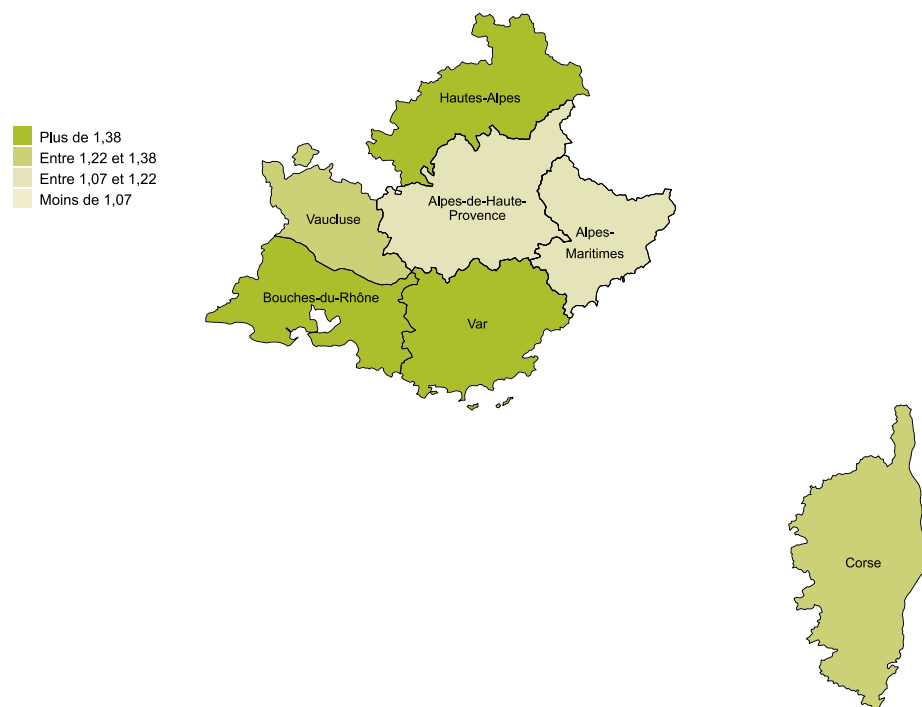 Plus de 1,38
Entre 1,22 et 1,38
Entre 1,07 et 1,22
Moins de 1,07
Hautes-Alpes
Alpes-de-Haute-
Provence
Vaucluse
Alpes-
Maritimes
Bouches-du-Rhône
Var
Corse